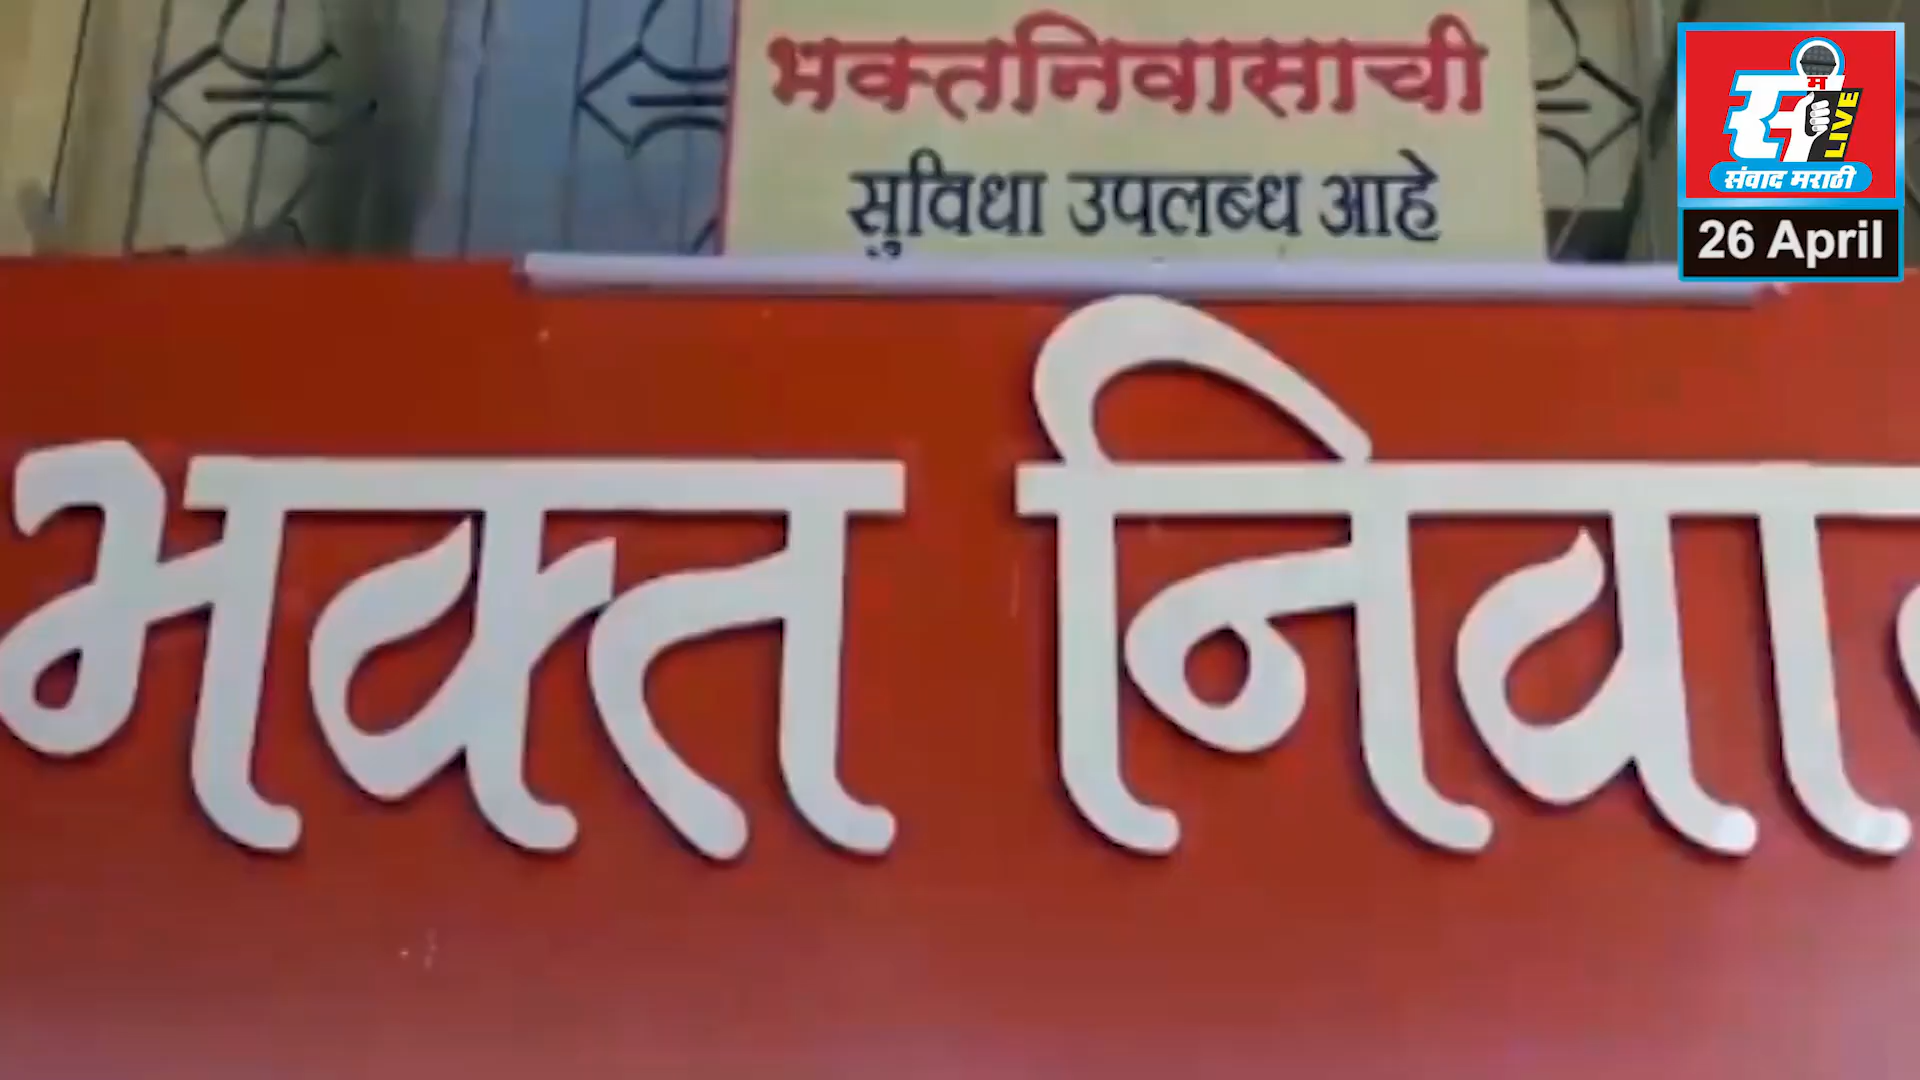 भक्तनिवासाची
सुविधा उपलब्ध आहे
स
म
LIVE
संवाद मराठी
26 April
भक्त निवा